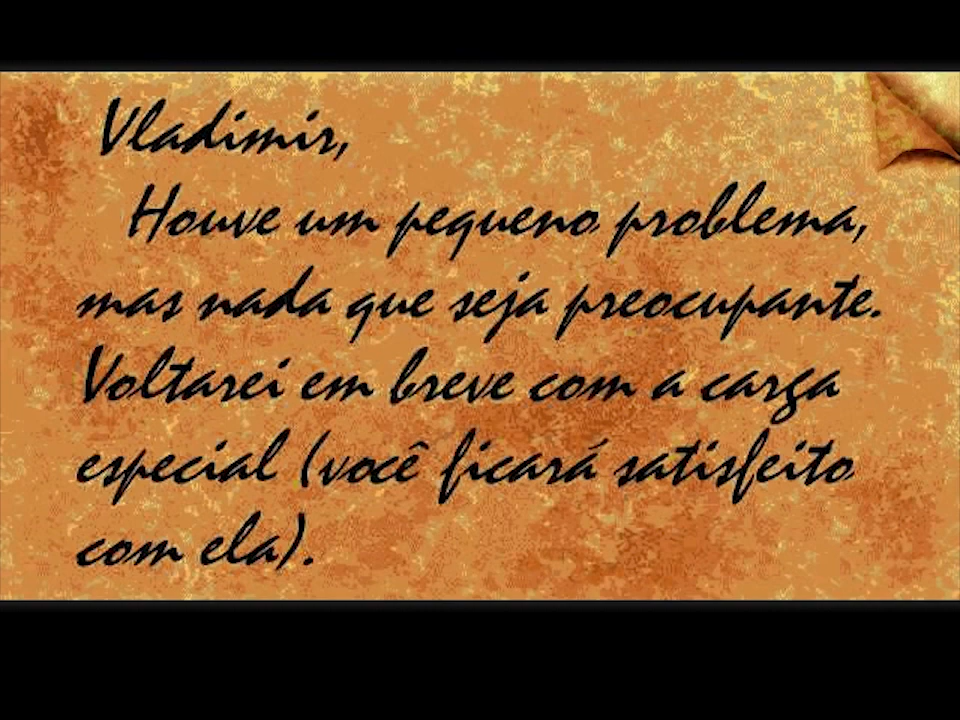 Vladimir,
Houve um pequeno problema,
mas nada que seja preocupante.
Voltarei em breve com a carga
especial (você ficará satisfeito
com ela).